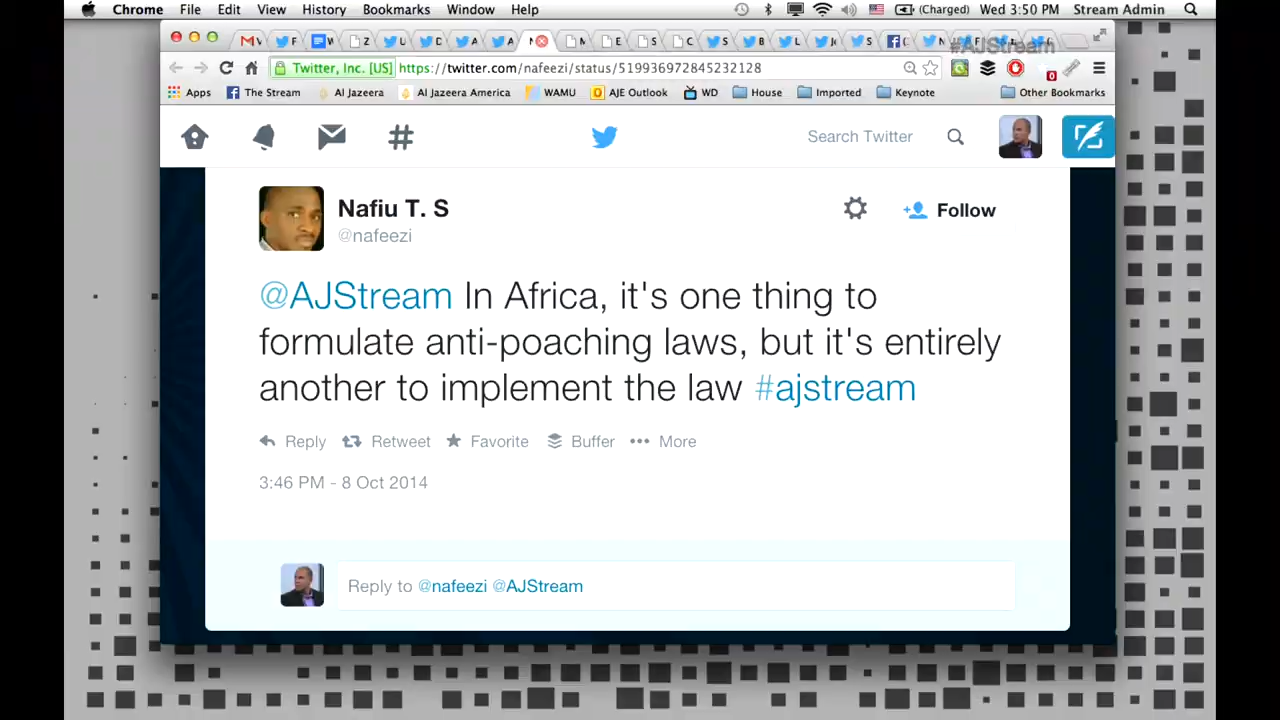 Chrome File Edit View History Bookmarks Window Help (Charged) Wed 3:50 PM Stream Admin
#AJStream
Twitter, Inc. [US] https://twitter.com/nafeezi/status/519936972845232128
Apps The Stream Al Jazeera Al Jazeera America WAMU AJE Outlook WD House Imported Keynote Other Bookmarks
Search Twitter
Nafiu T. S
Follow
@nafeezi
@AJStream In Africa, it's one thing to
formulate anti-poaching laws, but it's entirely
another to implement the law #ajstream
Reply Retweet Favorite Buffer More
3:46 PM - 8 Oct 2014
Reply to @nafeezi @AJStream